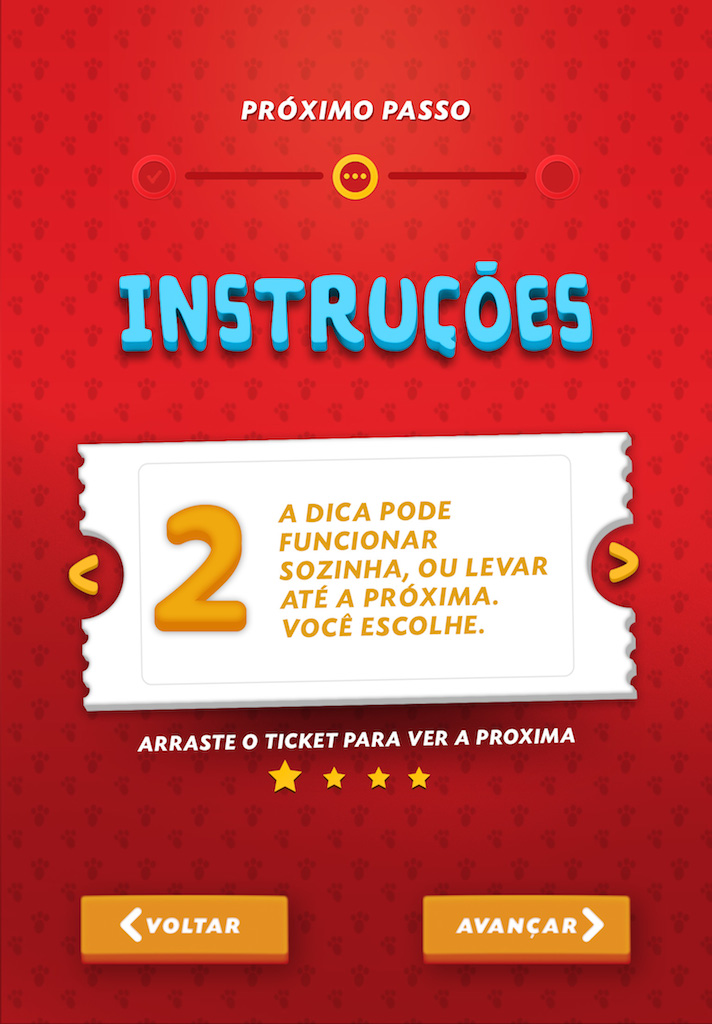 PRÓXIMO PASSO
INSTRUÇÕES
2
A DICA PODE
FUNCIONAR
SOZINHA, OU LEVAR
ATÉ A PRÓXIMA.
VOCÊ ESCOLHE.
ARRASTE O TICKET PARA VER A PROXIMA
VOLTAR
AVANÇAR